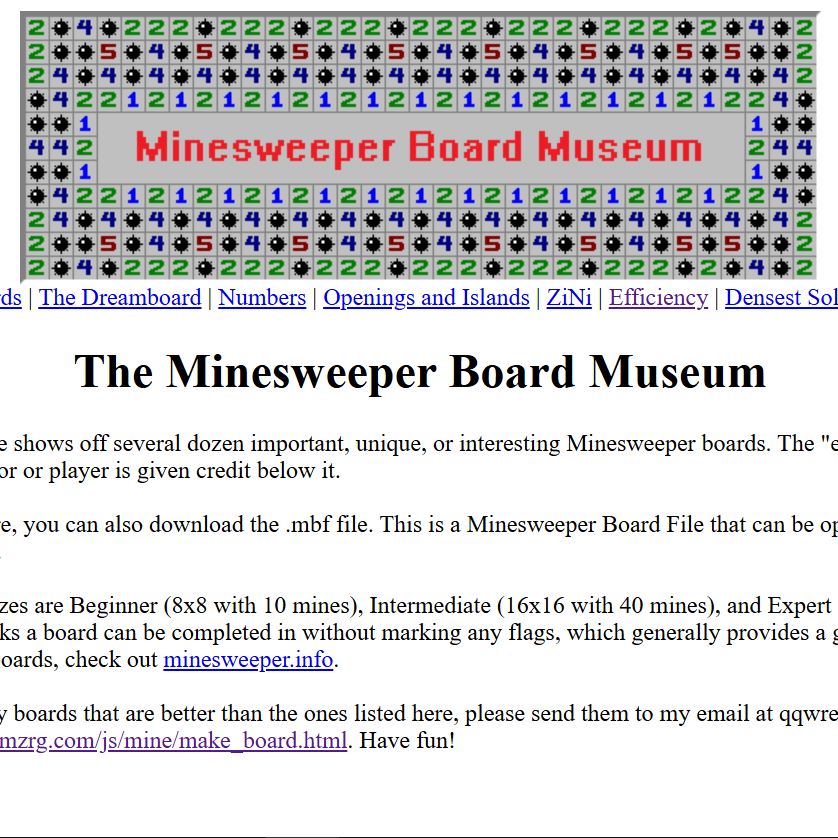 2 4 2 2 2 2 2 2 2 2 2 2 2 2 2 2 2 2 2 2 2 4 2
2 5 4 5 4 5 4 5 4 5 4 5 4 5 5 2
2 4 4 4 4 4 4 4 4 4 4 4 4 4 4 4 4 2
4 2 2 1 2 1 2 1 2 1 2 1 2 1 2 1 2 1 2 1 2 1 2 1 2 1 2 1 2 2 4
1 1
4 4 2 Minesweeper Board Museum 2 4 4
1 1
4 2 2 1 2 1 2 1 2 1 2 1 2 1 2 1 2 1 2 1 2 1 2 1 2 1 2 1 2 2 4
2 4 4 4 4 4 4 4 4 4 4 4 4 4 4 4 4 2
2 5 4 5 4 5 4 5 4 5 4 5 4 5 5 2
2 4 2 2 2 2 2 2 2 2 2 2 2 2 2 2 2 2 2 2 2 4 2
rds | The Dreamboard | Numbers | Openings and Islands | ZiNi | Efficiency | Densest Sol
The Minesweeper Board Museum
e shows off several dozen important, unique, or interesting Minesweeper boards. The "e
or or player is given credit below it.
re, you can also download the .mbf file. This is a Minesweeper Board File that can be op
.
zes are Beginner (8x8 with 10 mines), Intermediate (16x16 with 40 mines), and Expert
ks a board can be completed in without marking any flags, which generally provides a g
oards, check out minesweeper.info.
y boards that are better than the ones listed here, please send them to my email at qqwre
mzrg.com/js/mine/make_board.html. Have fun!